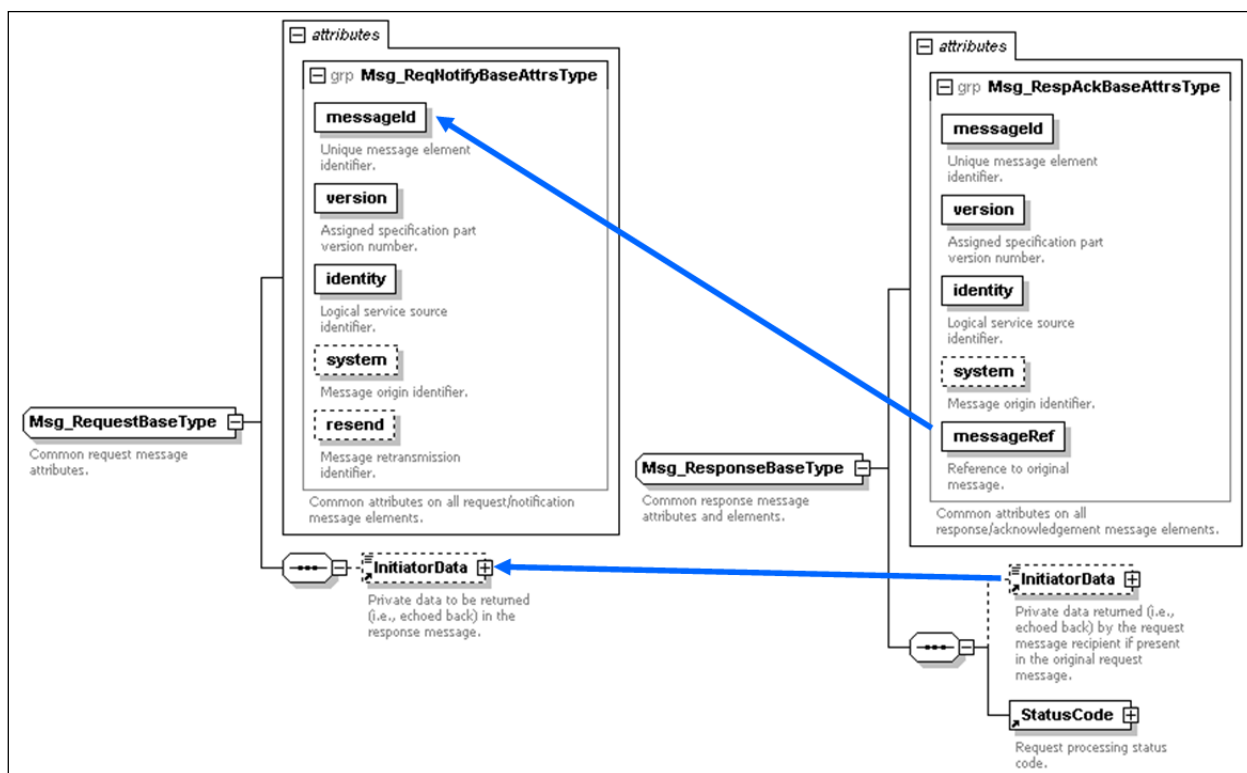 attributes
grp Msg_ReqNotifyBaseAttrsType
messageId
Unique message element
identifier.
version
Assigned specification part
version number.
identity
Logical service source
identifier.
system
Message origin identifier.
resend
Message retransmission
identifier.
Common attributes on all request/notification
message elements.
Msg_RequestBaseType
Common request message
attributes.
InitiatorData
Private data to be returned
(i.e., echoed back) in the
response message.
attributes
grp Msg_RespAckBaseAttrsType
messageId
Unique message element
identifier.
version
Assigned specification part
version number.
identity
Logical service source
identifier.
system
Message origin identifier.
messageRef
Reference to original
message.
Common attributes on all
response/acknowledgement message elements.
Msg_ResponseBaseType
Common response message
attributes and elements.
InitiatorData
Private data returned (i.e.,
echoed back) by the request
message recipient if present
in the original request
message.
StatusCode
Request processing status
code.